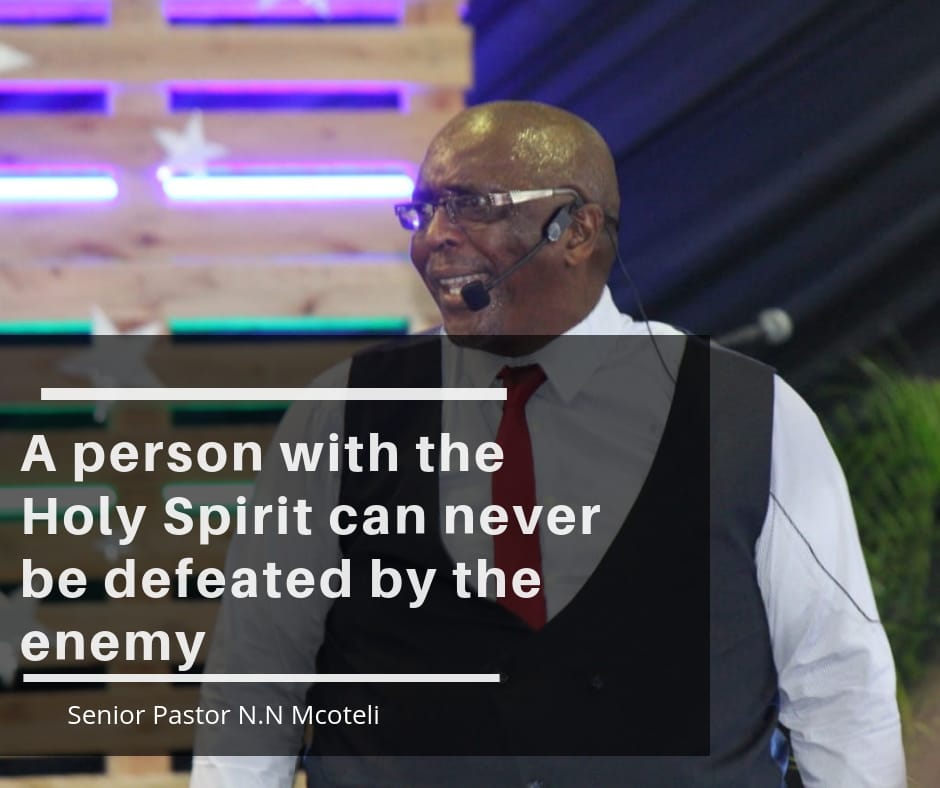 A person with the
Holy Spirit can never
be defeated by the
enemy
Senior Pastor N.N Mcoteli